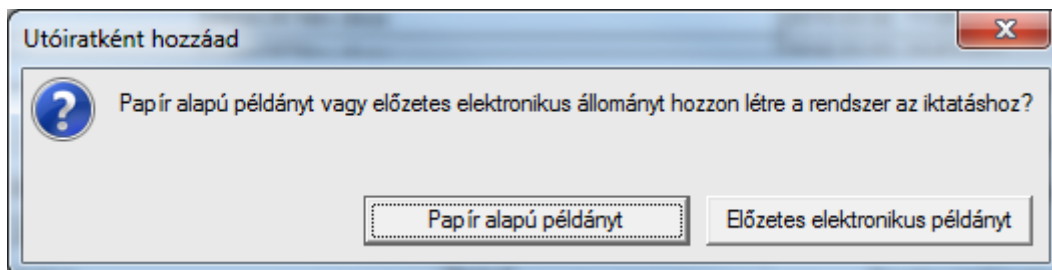 Utóiratként hozzáad
Papír alapú példányt vagy előzetes elektronikus állományt hozzon létre a rendszer az iktatáshoz?
Papír alapú példányt
Előzetes elektronikus példányt